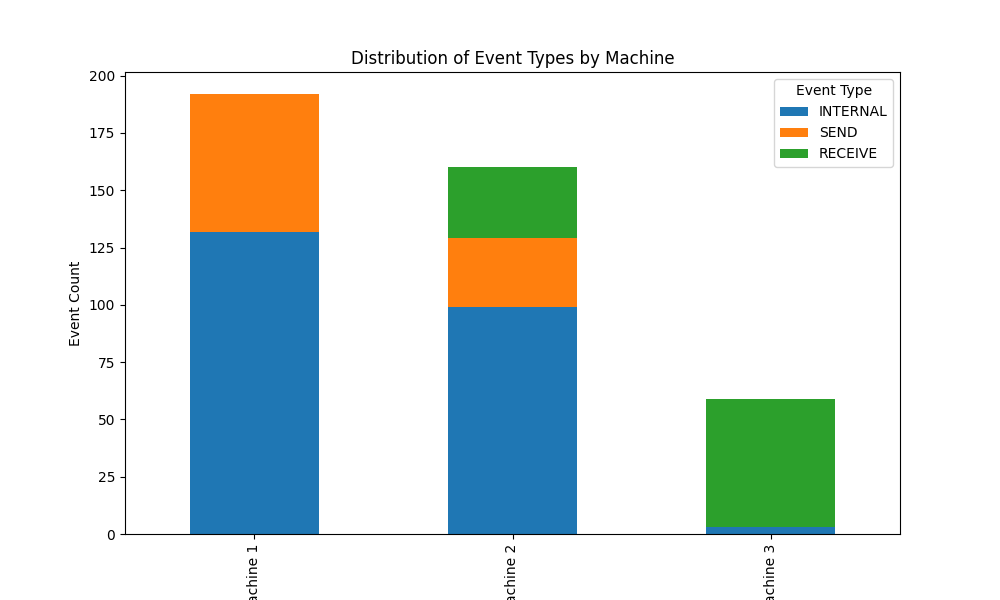 Distribution of Event Types by Machine
Event Type
INTERNAL
SEND
RECEIVE
200
175
150
125
100
75
50
25
0
Event Count
achine 1
achine 2
achine 3